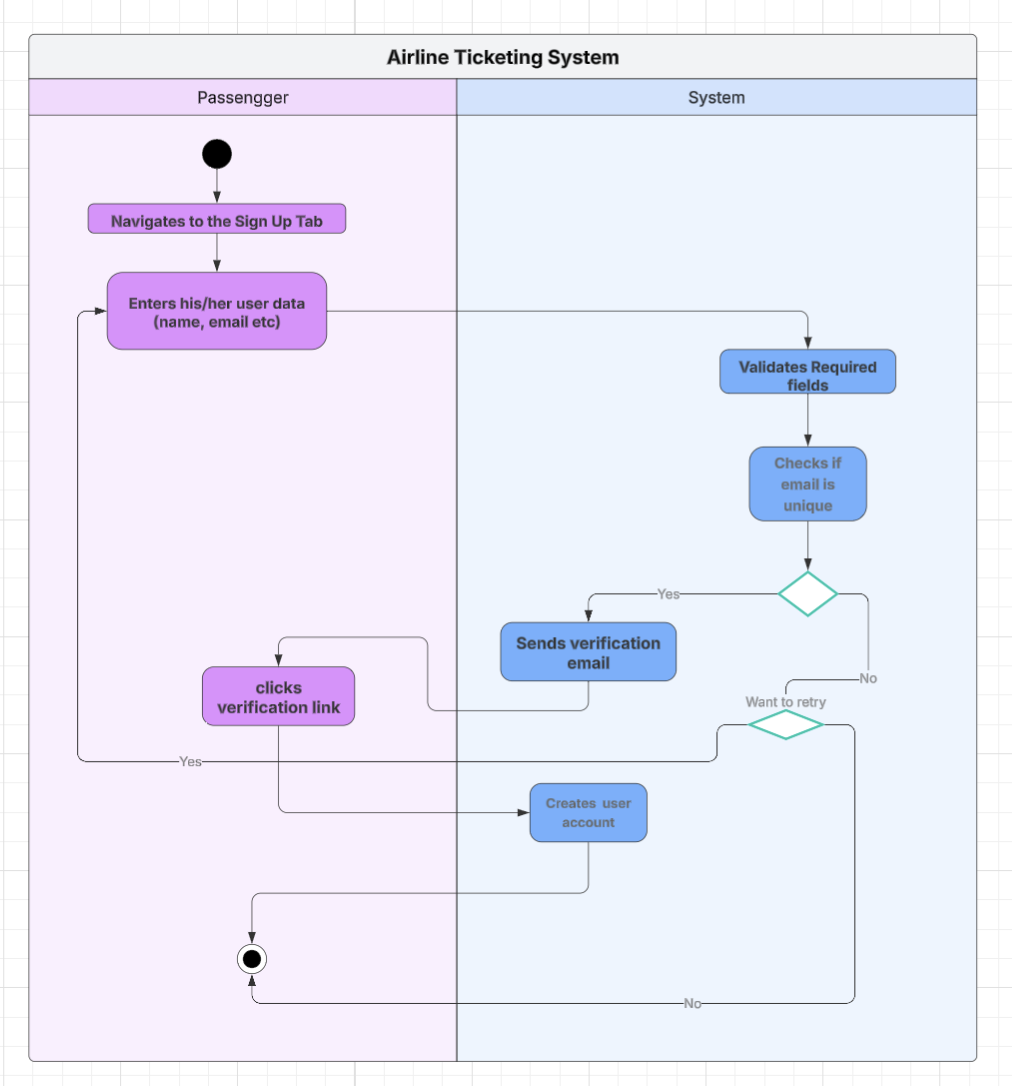 Airline Ticketing System
Passengger
System
Navigates to the Sign Up Tab
Enters his/her user data
(name, email etc)
Validates Required
fields
Checks if
email is
unique
Yes
Sends verification
email
No
clicks
verification link
Want to retry
Yes
Creates user
account
No